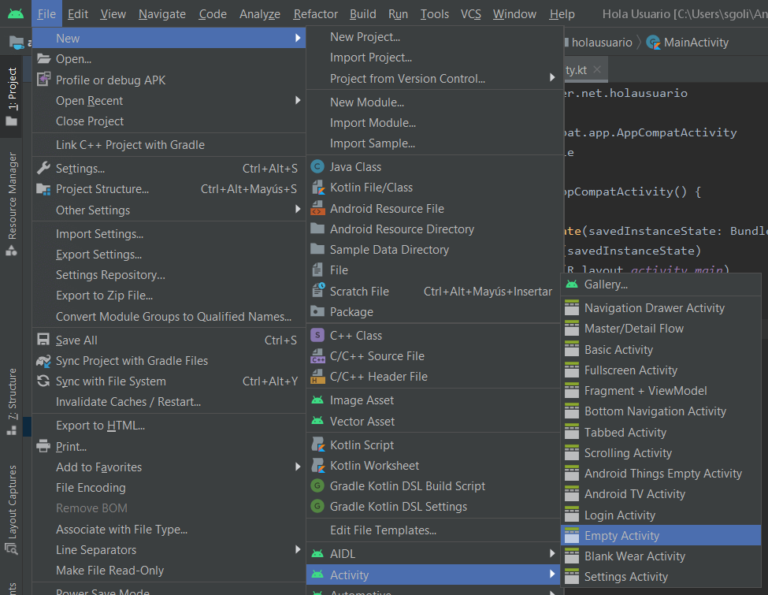 File Edit View Navigate Code Analyze Refactor Build Run Tools VCS Window Help Hola Usuario [C:\Users\sgoli\An
holausuario MainActivity
1: Project
Resource Manager
Z: Structure
Layout Captures
New
Open...
Profile or debug APK
Open Recent
Close Project
Link C++ Project with Gradle
Settings... Ctrl+Alt+S
Project Structure... Ctrl+Alt+Mayús+S
Other Settings
Import Settings...
Export Settings...
Settings Repository...
Export to Zip File...
Convert Module Groups to Qualified Names...
Save All Ctrl+S
Sync Project with Gradle Files
Sync with File System Ctrl+Alt+Y
Invalidate Caches / Restart...
Export to HTML...
Print...
Add to Favorites
File Encoding
Remove BOM
Associate with File Type...
Line Separators
Make File Read-Only
Power Save Mode
New Project...
Import Project...
Project from Version Control...
New Module...
Import Module...
Import Sample...
Java Class
Kotlin File/Class
Android Resource File
Android Resource Directory
Sample Data Directory
File
Scratch File Ctrl+Alt+Mayús+Insertar
Package
C++ Class
C/C++ Source File
C/C++ Header File
Image Asset
Vector Asset
Kotlin Script
Kotlin Worksheet
Gradle Kotlin DSL Build Script
Gradle Kotlin DSL Settings
Edit File Templates...
AIDL
Activity
Automotive
ty.kt
er.net.holausuario
pat.app.AppCompatActivity
le
ppCompatActivity() {
ate(savedInstanceState: Bundle
(savedInstanceState)
R.layout.activity_main)
Gallery...
Navigation Drawer Activity
Master/Detail Flow
Basic Activity
Fullscreen Activity
Fragment + ViewModel
Bottom Navigation Activity
Tabbed Activity
Scrolling Activity
Android Things Empty Activity
Android TV Activity
Login Activity
Empty Activity
Blank Wear Activity
Settings Activity